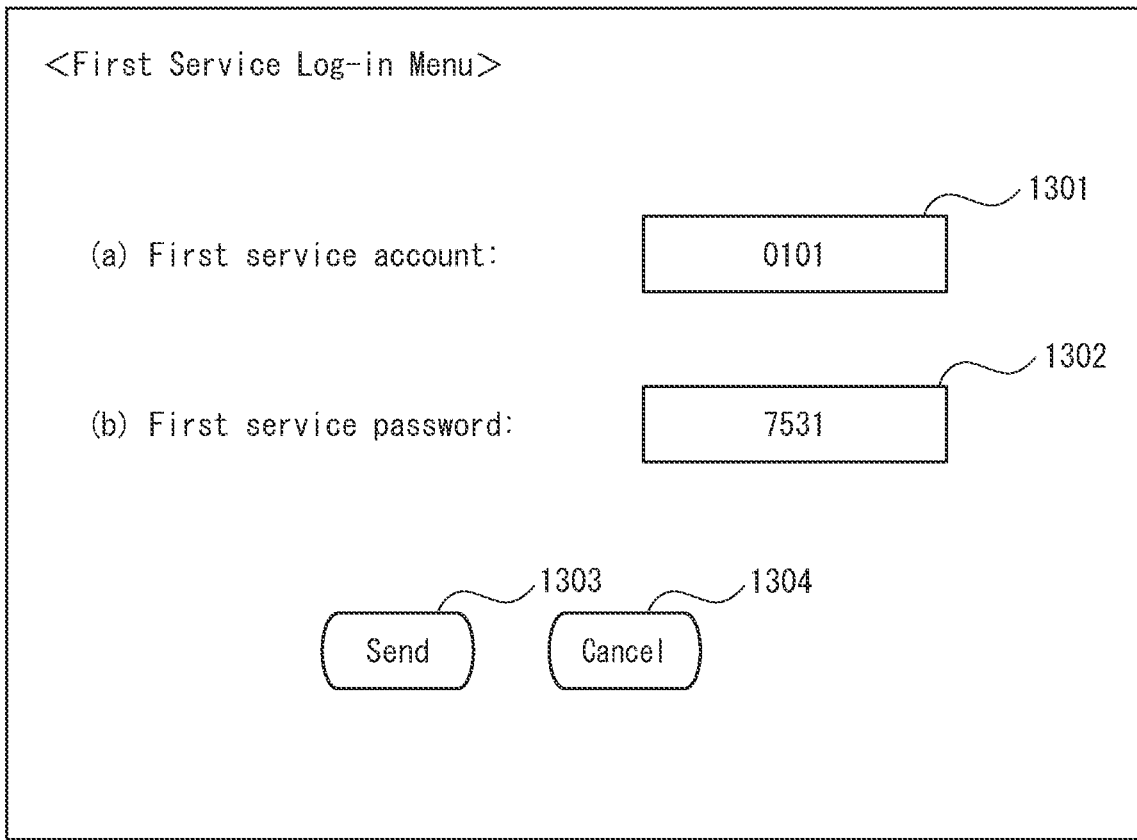 <First Service Log-in Menu>
1301
(a) First service account: 0101
1302
(b) First service password: 7531
1303 1304
Send Cancel